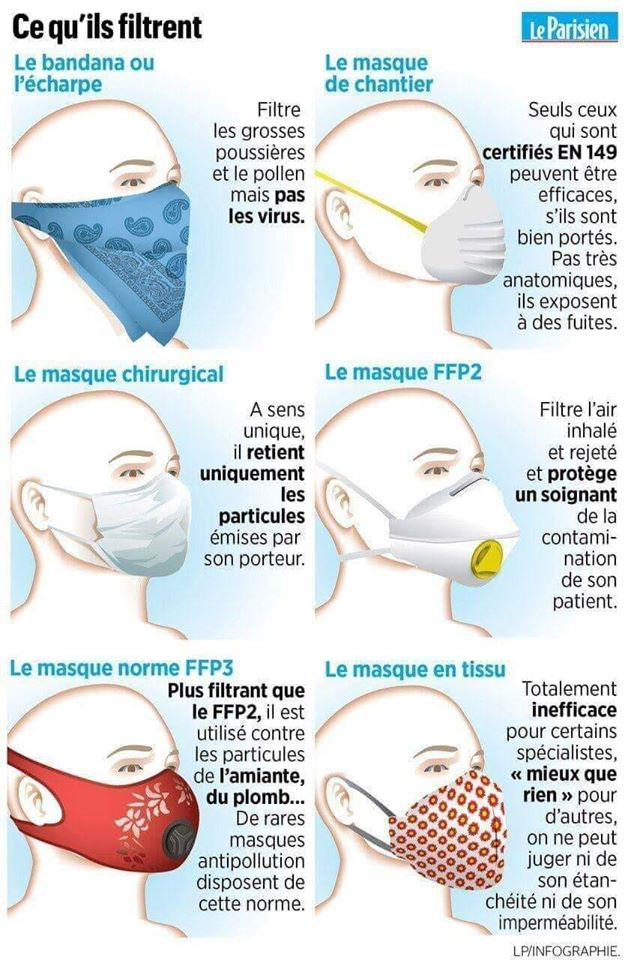 Ce qu'ils filtrent
Le Parisien
Le bandana ou
l'écharpe
Filtre
les grosses
poussières
et le pollen
mais pas
les virus.
Le masque
de chantier
Seuls ceux
qui sont
certifiés EN 149
peuvent être
efficaces,
s'ils sont
bien portés.
Pas très
anatomiques,
ils exposent
à des fuites.
Le masque chirurgical
A sens
unique,
il retient
uniquement
les
particules
émises par
son porteur.
Le masque FFP2
Filtre l'air
inhalé
et rejeté
et protège
un soignant
de la
contami-
nation
de son
patient.
Le masque norme FFP3
Plus filtrant que
le FFP2, il est
utilisé contre
les particules
de l'amiante,
du plomb...
De rares
masques
antipollution
disposent de
cette norme.
Le masque en tissu
Totalement
inefficace
pour certains
spécialistes,
« mieux que
rien » pour
d'autres,
on ne peut
juger ni de
son étan-
chéité ni de son
imperméabilité.
LP/INFOGRAPHIE.